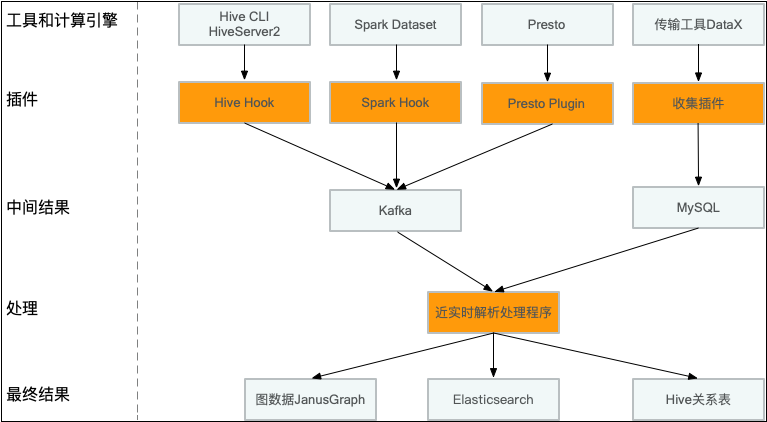 工具和计算引擎
Hive CLI
HiveServer2
Spark Dataset
Presto
传输工具DataX
插件
Hive Hook
Spark Hook
Presto Plugin
收集插件
中间结果
Kafka
MySQL
处理
近实时解析处理程序
最终结果
图数据JanusGraph
Elasticsearch
Hive关系表